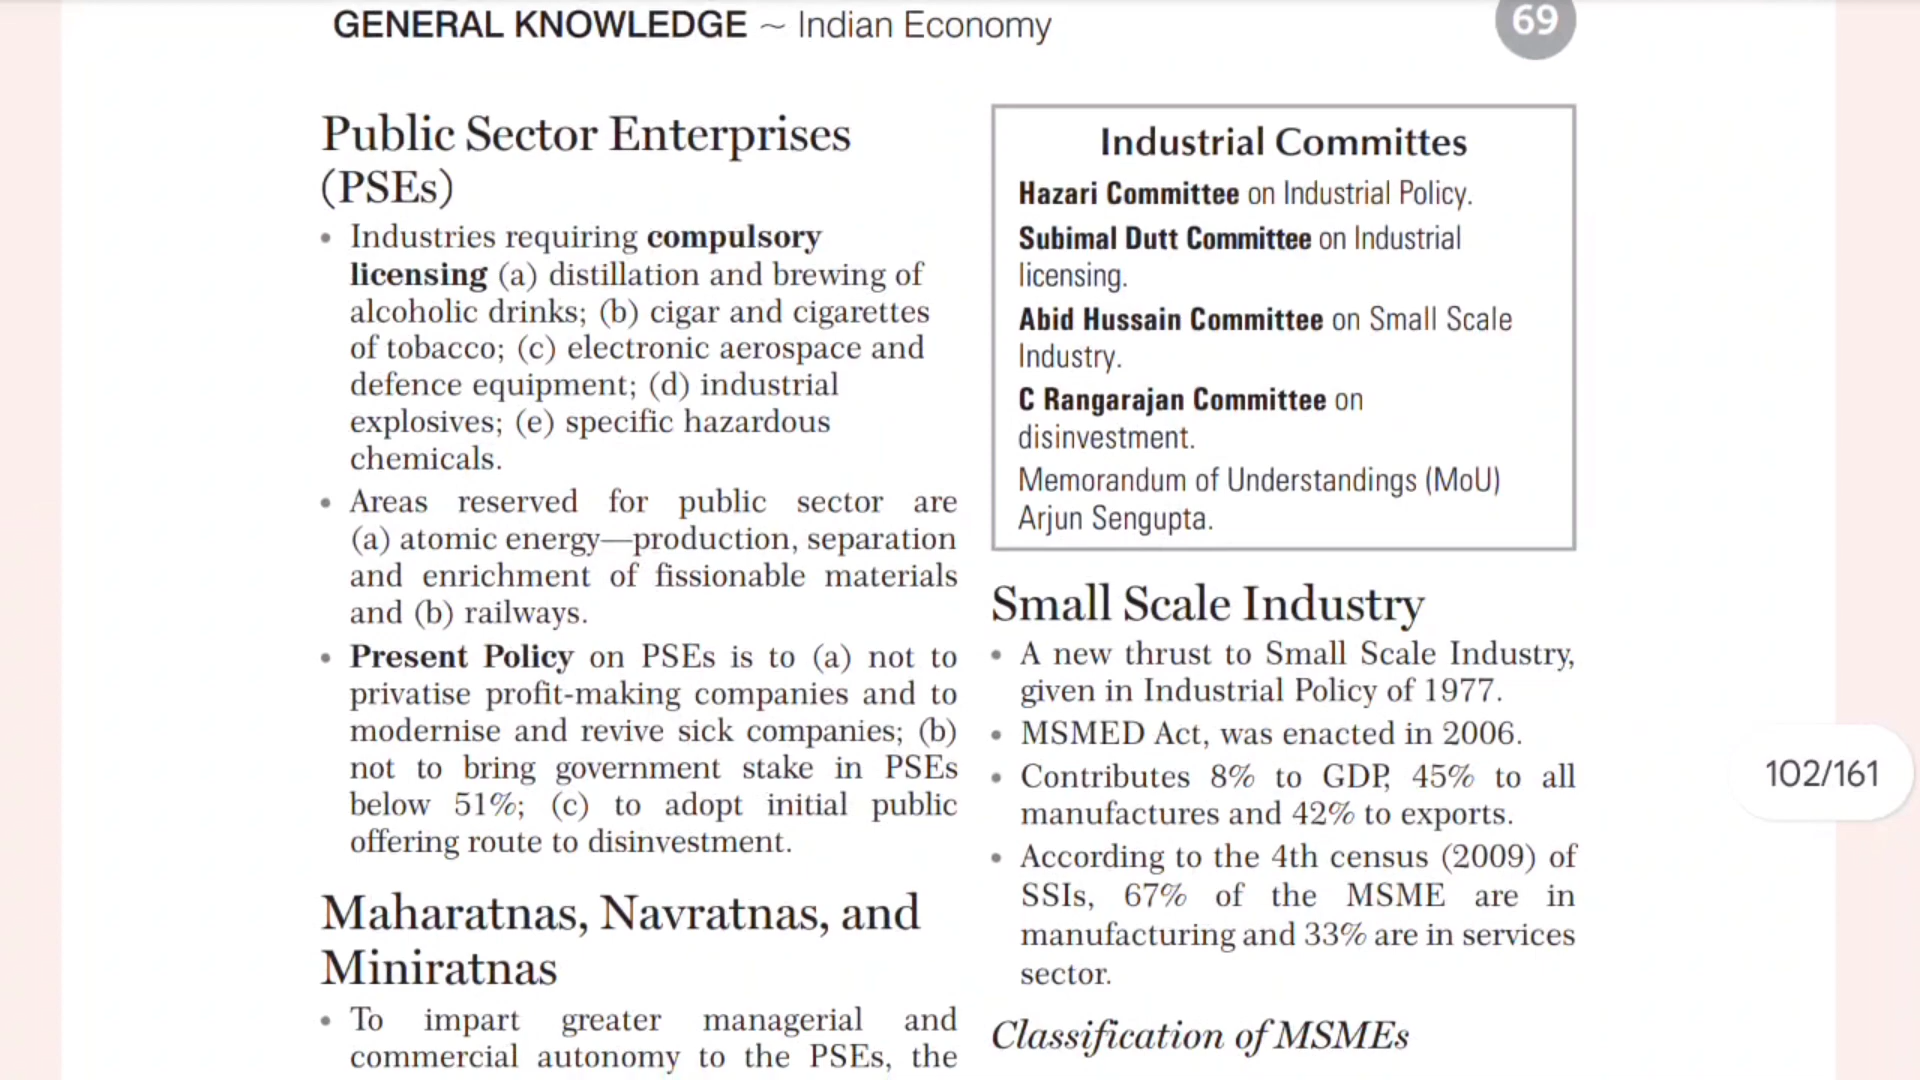 GENERAL KNOWLEDGE ~ Indian Economy
69
Public Sector Enterprises
(PSEs)
• Industries requiring compulsory
licensing (a) distillation and brewing of
alcoholic drinks; (b) cigar and cigarettes
of tobacco; (c) electronic aerospace and
defence equipment; (d) industrial
explosives; (e) specific hazardous
chemicals.
• Areas reserved for public sector are
(a) atomic energy—production, separation
and enrichment of fissionable materials
and (b) railways.
• Present Policy on PSEs is to (a) not to
privatise profit-making companies and to
modernise and revive sick companies; (b)
not to bring government stake in PSEs
below 51%; (c) to adopt initial public
offering route to disinvestment.
Maharatnas, Navratnas, and
Miniratnas
• To impart greater managerial and
commercial autonomy to the PSEs, the
Industrial Committes
Hazari Committee on Industrial Policy.
Subimal Dutt Committee on Industrial
licensing.
Abid Hussain Committee on Small Scale
Industry.
C Rangarajan Committee on
disinvestment.
Memorandum of Understandings (MoU)
Arjun Sengupta.
Small Scale Industry
• A new thrust to Small Scale Industry,
given in Industrial Policy of 1977.
• MSMED Act, was enacted in 2006.
• Contributes 8% to GDP, 45% to all
manufactures and 42% to exports.
• According to the 4th census (2009) of
SSIs, 67% of the MSME are in
manufacturing and 33% are in services
sector.
Classification of MSMEs
102/161